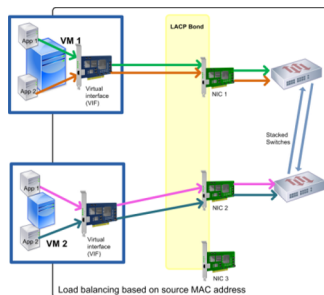 LACP Bond
VM 1
App 1
App 2
Virtual
interface
(VIF)
NIC 1
Stacked
Switches
App 1
App 2
VM 2
Virtual
interface
(VIF)
NIC 2
NIC 3
Load balancing based on source MAC address